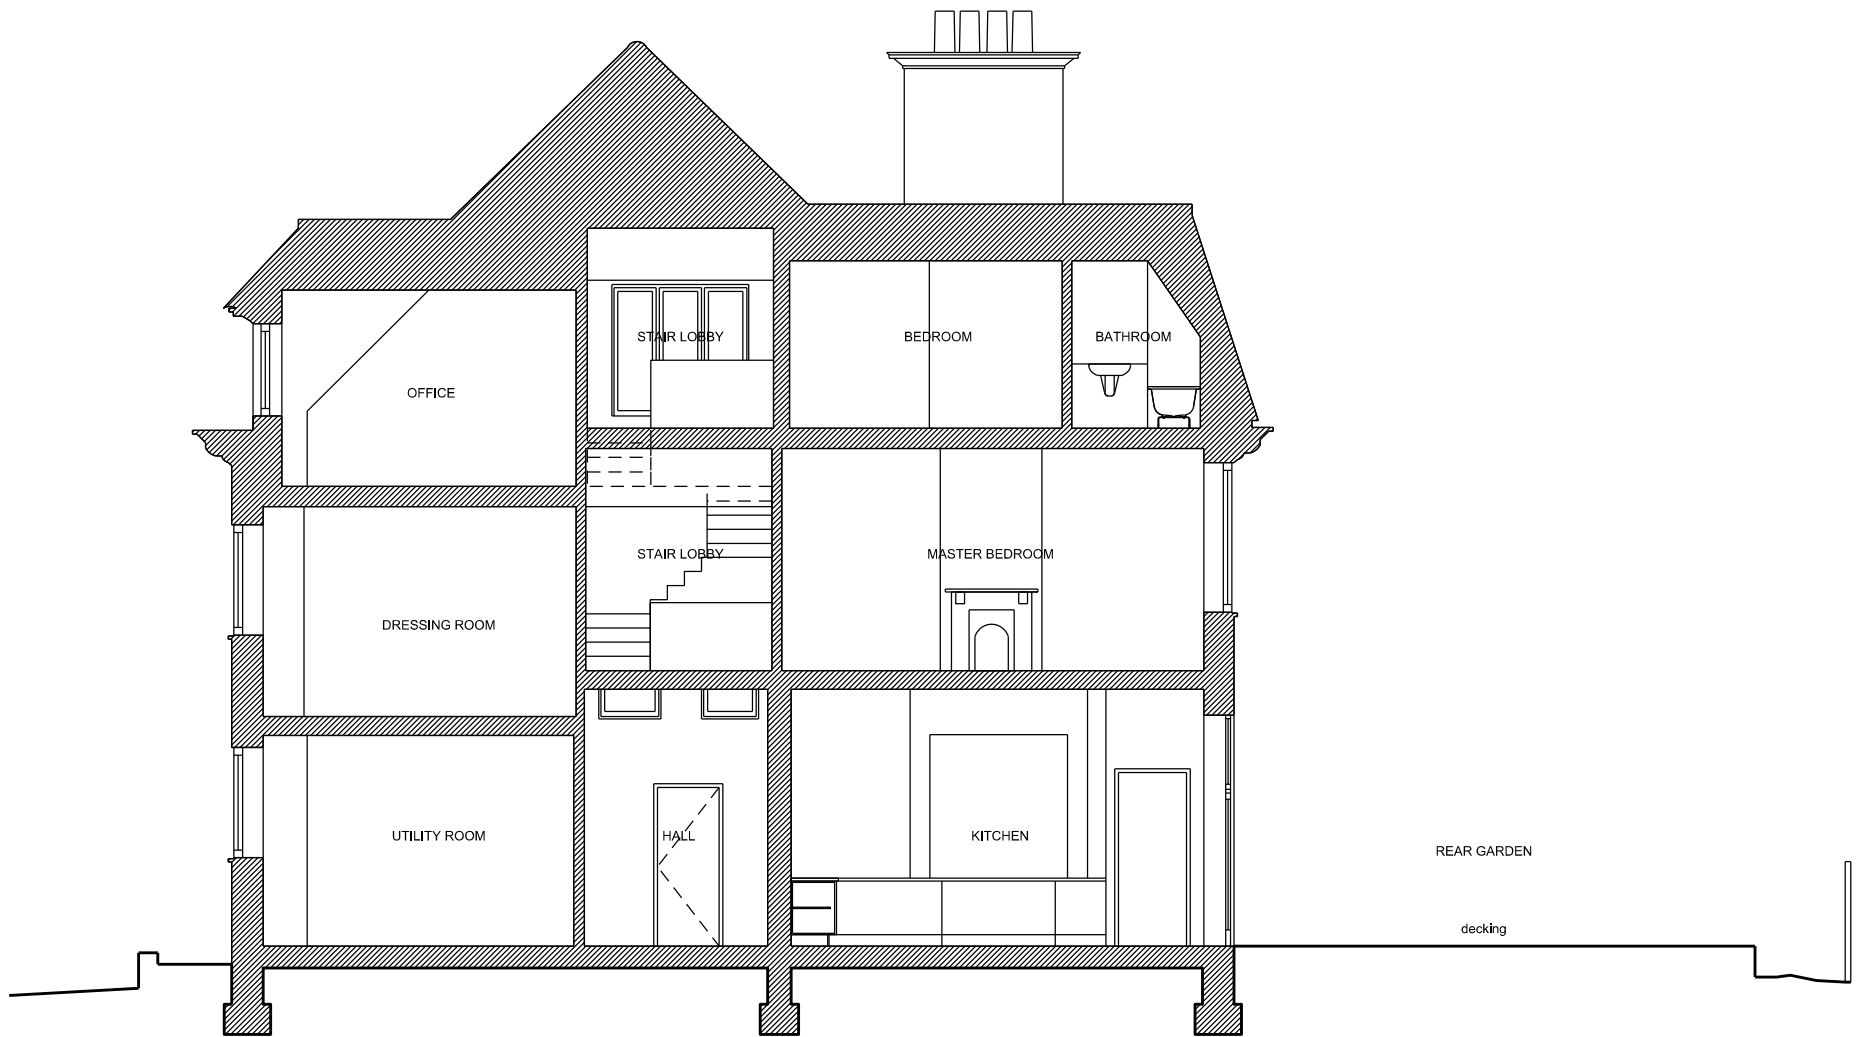 STAIR LOBBY
BEDROOM
BATHROOM
OFFICE
STAIR LOBBY
MASTER BEDROOM
DRESSING ROOM
UTILITY ROOM
HALL
KITCHEN
REAR GARDEN
decking